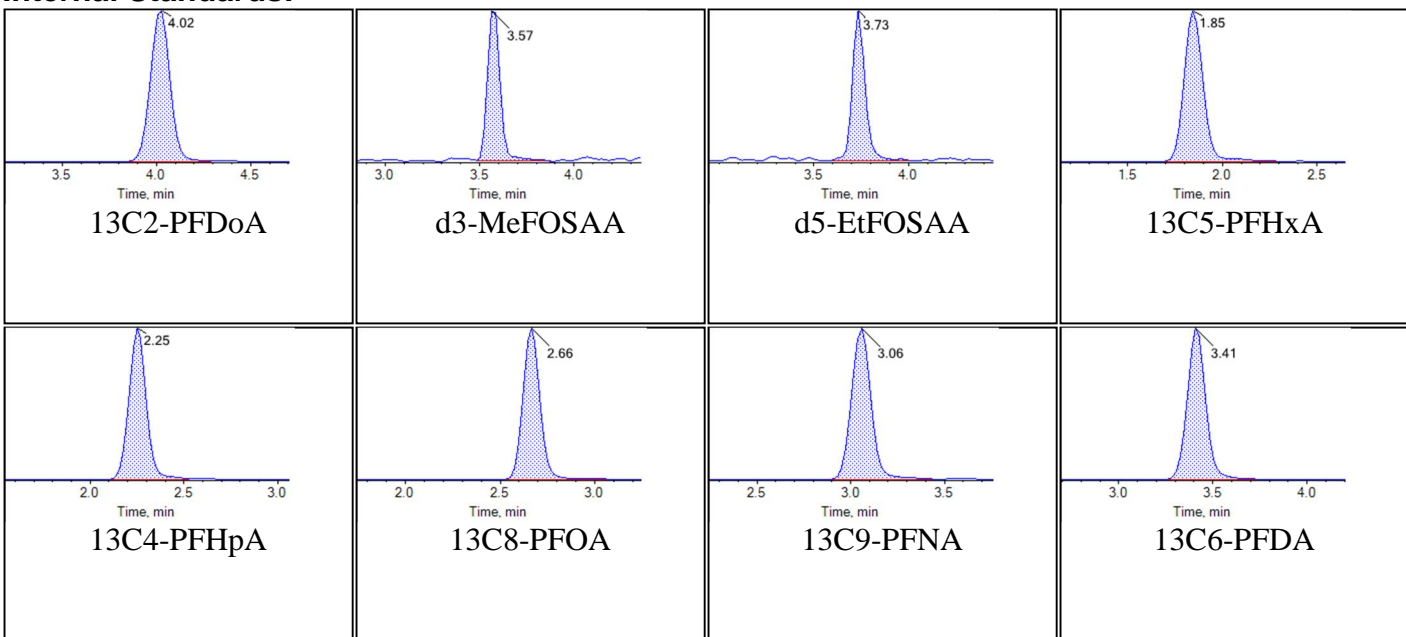 Internal Standards:
4.02
3.5 4.0 4.5
Time, min
13C2-PFDoA
3.57
3.0 3.5 4.0
Time, min
d3-MeFOSAA
3.73
3.5 4.0
Time, min
d5-EtFOSAA
1.85
1.5 2.0 2.5
Time, min
13C5-PFHxA
2.25
2.0 2.5 3.0
Time, min
13C4-PFHpA
2.66
2.0 2.5 3.0
Time, min
13C8-PFOA
3.06
2.5 3.0 3.5
Time, min
13C9-PFNA
3.41
3.0 3.5 4.0
Time, min
13C6-PFDA